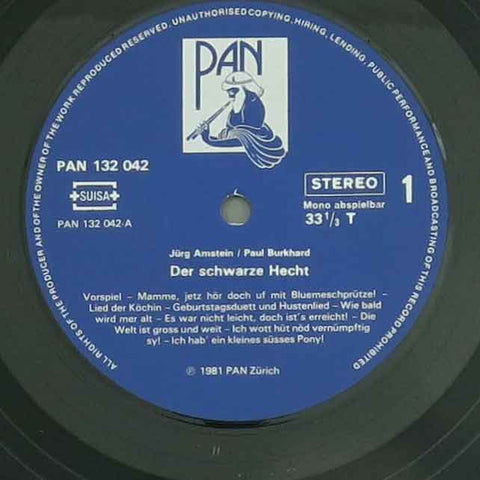 ALL RIGHTS OF THE PRODUCER AND OF THE OWNER OF THE WORK REPRODUCED RESERVED. UNAUTHORISED COPYING, HIRING, LENDING, PUBLIC PERFORMANCE AND BROADCASTING OF THIS RECORD PROHIBITED
PAN
PAN 132 042
SUISA
PAN 132 042-A
STEREO
1
Mono abspielbar
33 1/3 T
Jürg Amstein / Paul Burkhard
Der schwarze Hecht
Vorspiel – Mamme, jetz hör doch uf mit Bluemeschprütze! –
Lied der Köchin – Geburtstagsduett und Hustenlied – Wie bald
wird mer alt – Es war nicht leicht, doch ist's erreicht! – Die
Welt ist gross und weit – Ich wott hüt nöd vernümpftig
sy! – Ich hab' ein kleines süsses Pony!
℗ 1981 PAN Zürich